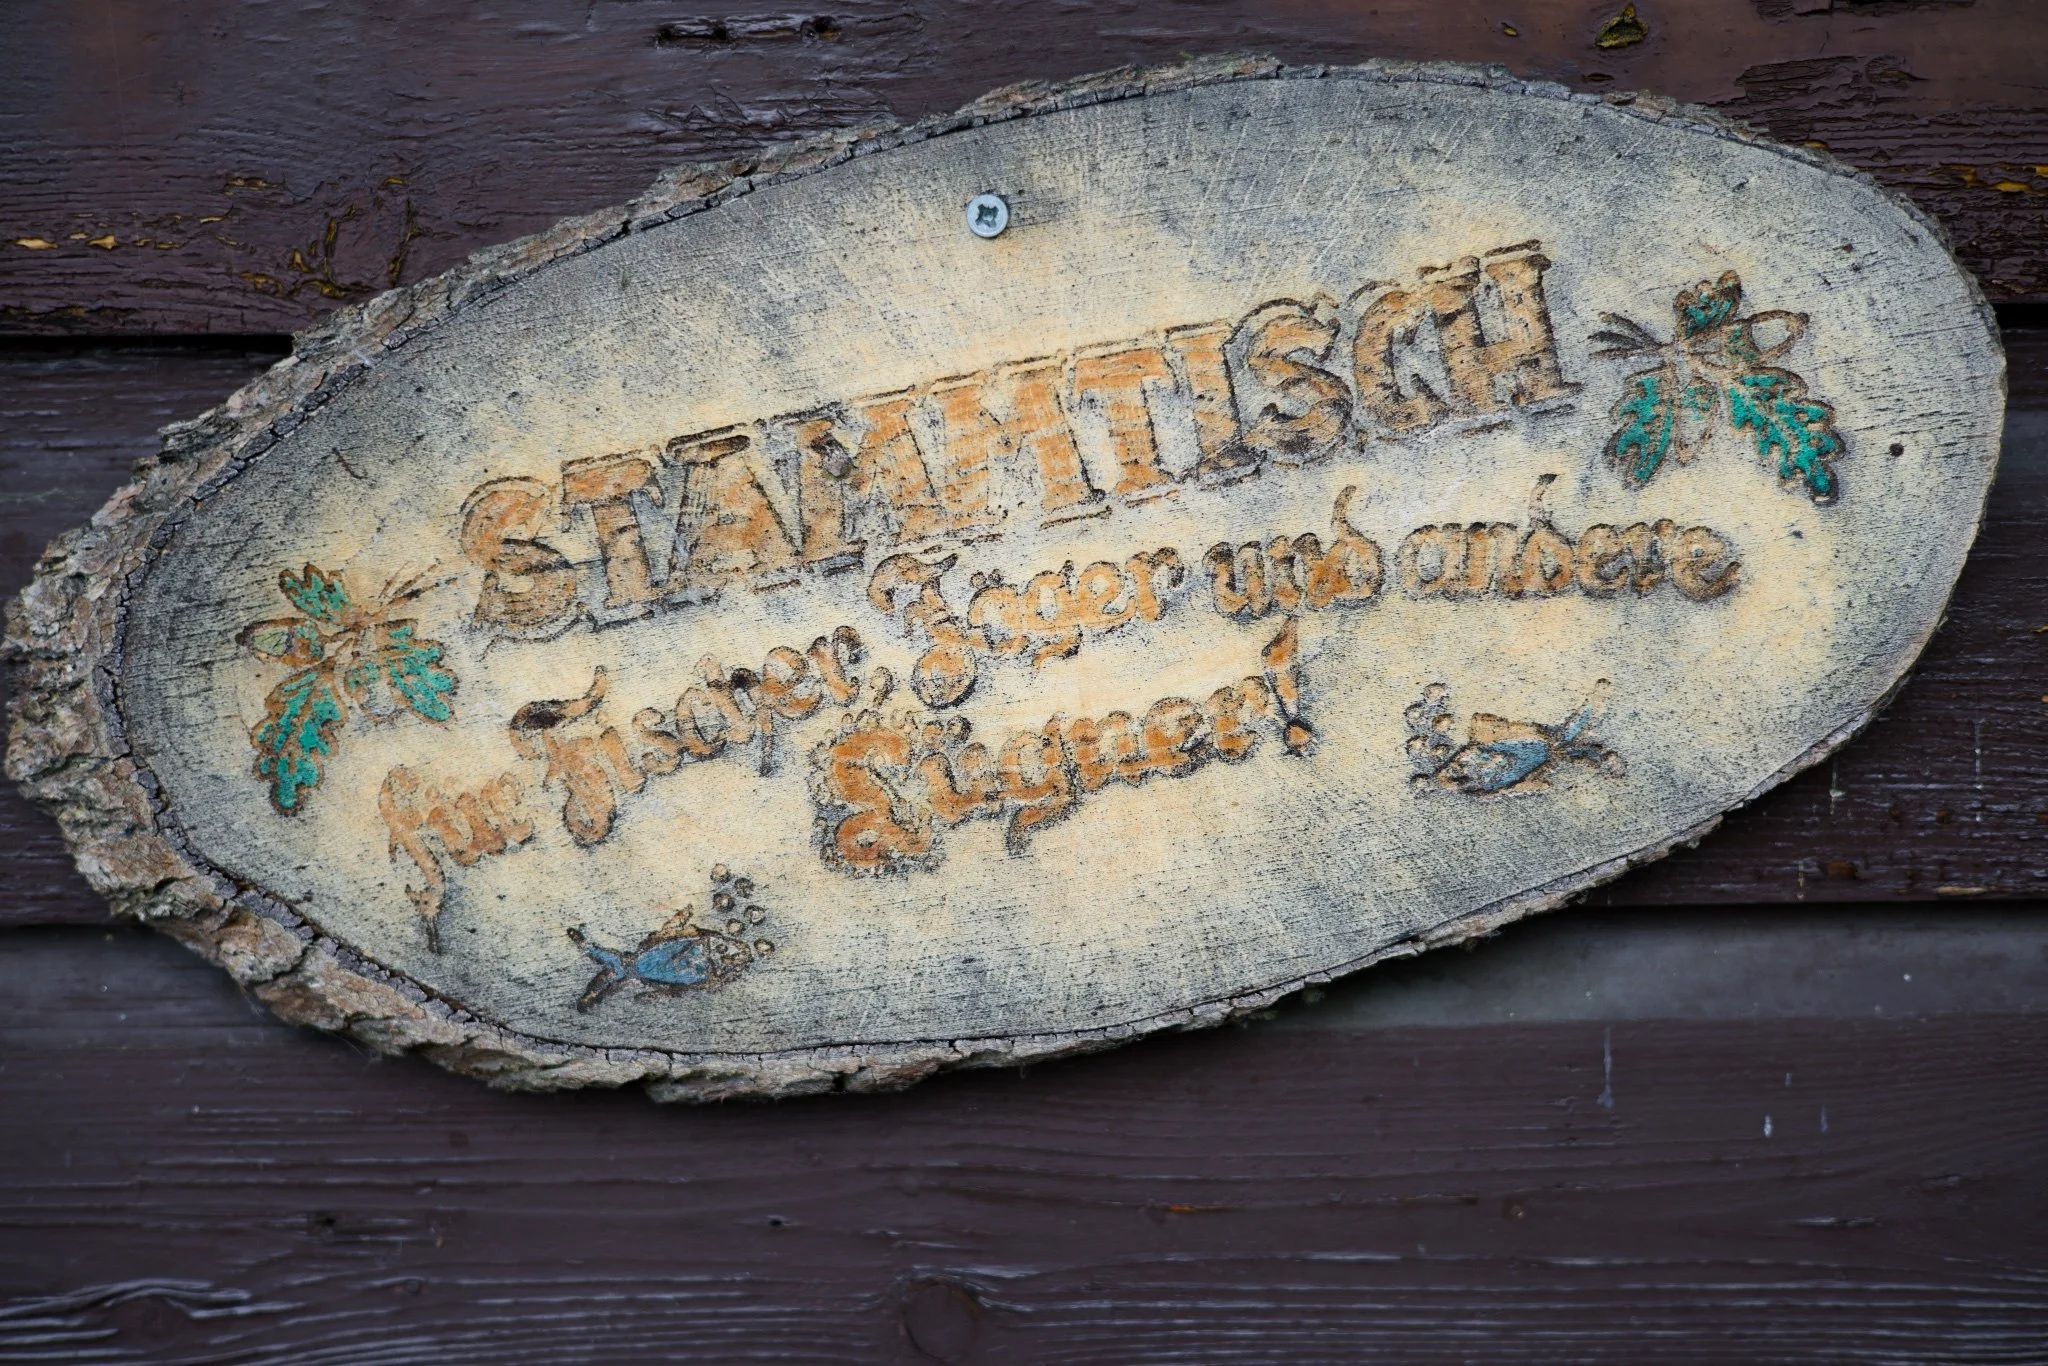 STAMMTISCH
für Fischer, Jäger und andere
Lügner!